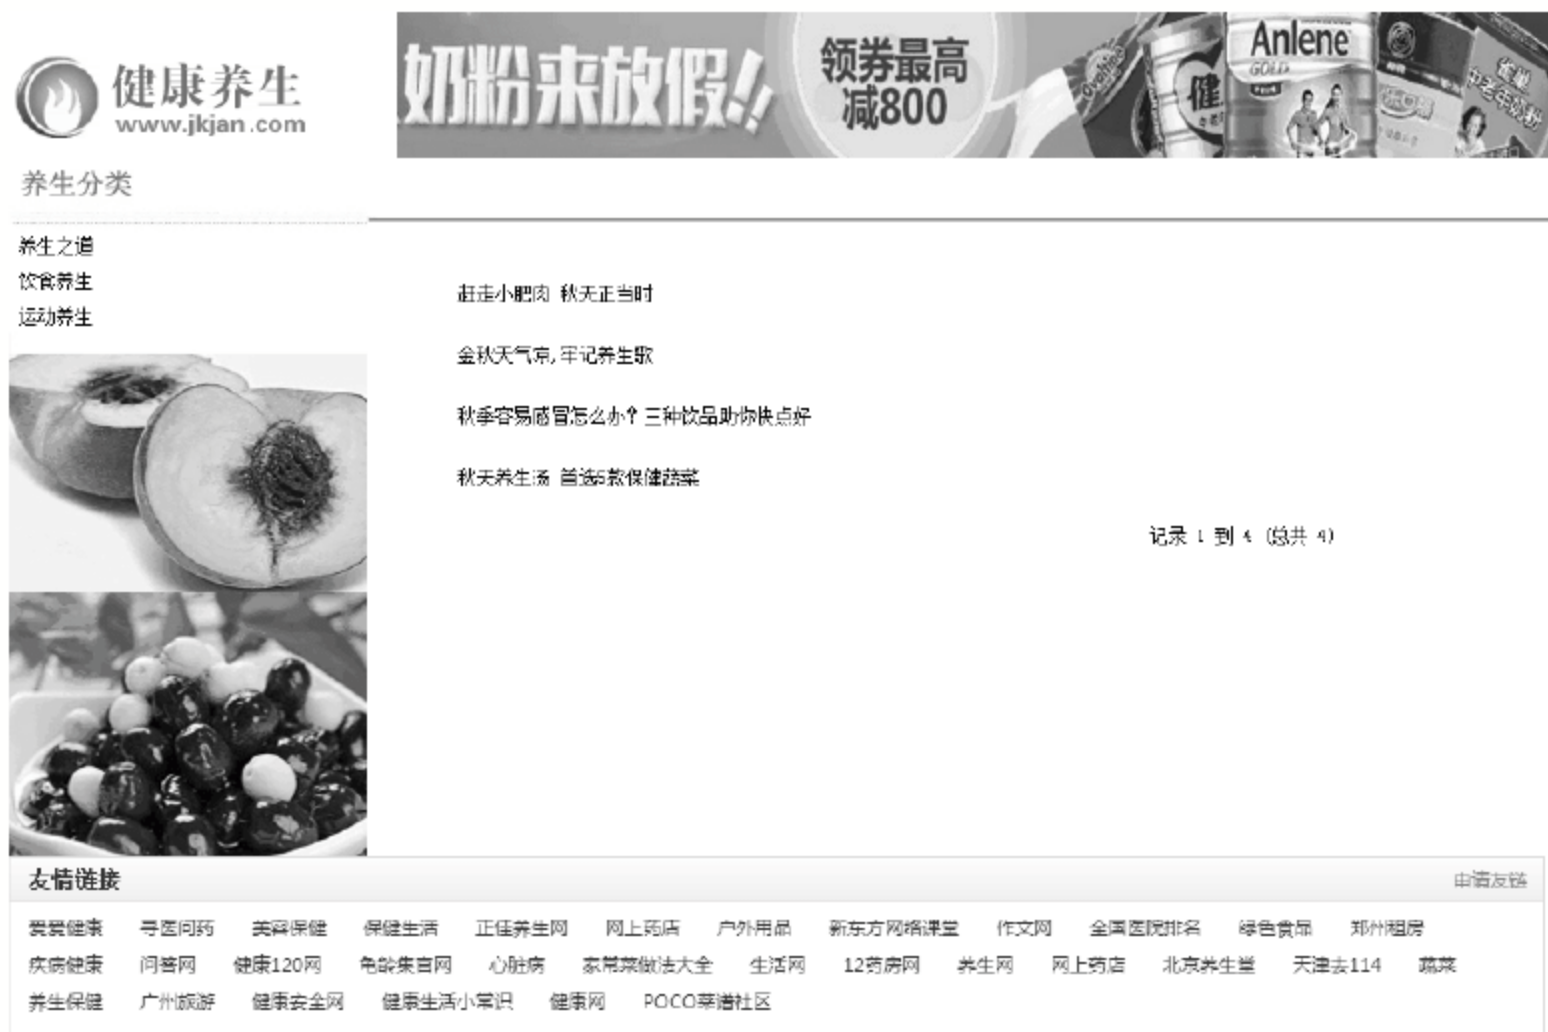 健康养生
www.jkjan.com
奶粉来放假!!
领券最高
减800
Anlene
GOLD
健
雀巢
中老年奶粉
养生分类
养生之道
饮食养生
运动养生
赶走小肥肉 秋天正当时
金秋天气凉,牢记养生歌
秋季容易感冒怎么办?三种饮品助你快点好
秋天养生汤 首选5款保健蔬菜
记录 1 到 4 (总共 4)
友情链接 申请友链
爱爱健康 寻医问药 美容保健 保健生活 正佳养生网 网上药店 户外用品 新东方网络课堂 作文网 全国医院排名 绿色食品 郑州租房
疾病健康 问答网 健康120网 龟龄集官网 心脏病 家常菜做法大全 生活网 12药房网 养生网 网上药店 北京养生堂 天津去114 蔬菜
养生保健 广州旅游 健康安全网 健康生活小常识 健康网 POCO菜谱社区